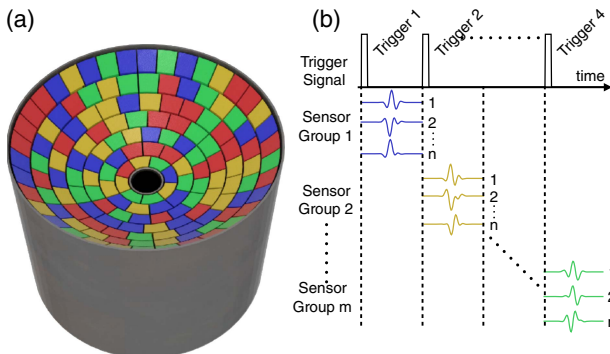 (a)
(b)
Trigger 1
Trigger 2
Trigger 4
Trigger
Signal
time
Sensor
Group 1
1
2
n
Sensor
Group 2
1
2
n
Sensor
Group m
2